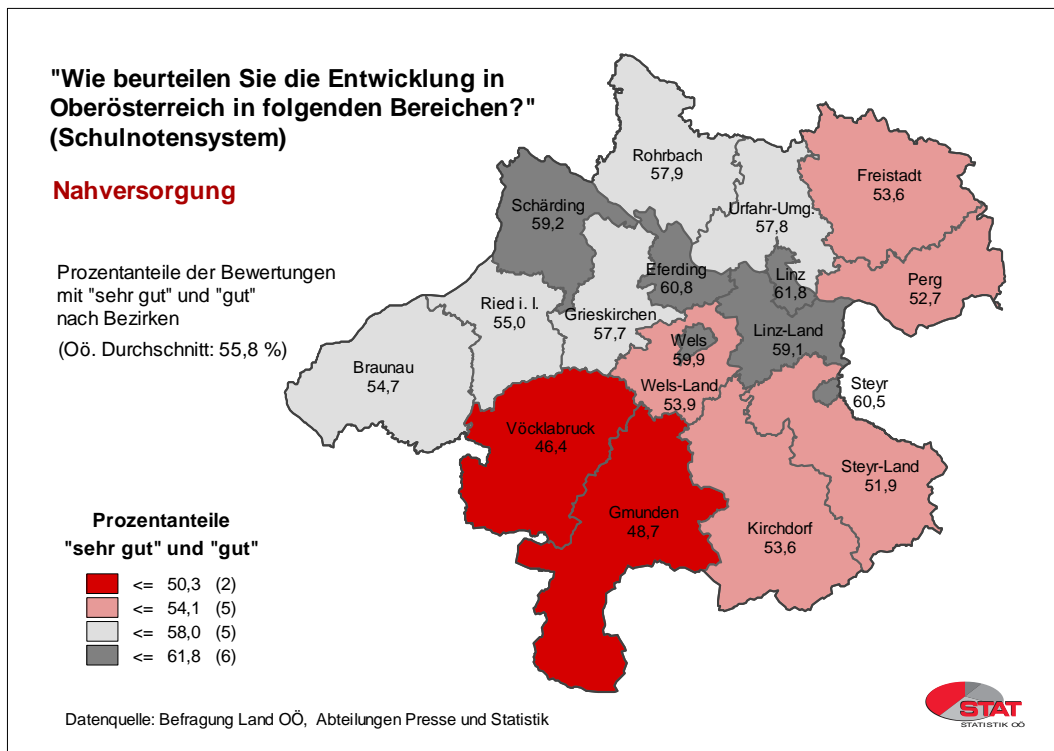 "Wie beurteilen Sie die Entwicklung in
Oberösterreich in folgenden Bereichen?"
(Schulnotensystem)
Nahversorgung
Prozentanteile der Bewertungen
mit "sehr gut" und "gut"
nach Bezirken
(Oö. Durchschnitt: 55,8 %)
Rohrbach
57,9
Freistadt
53,6
Schärding
59,2
Urfahr-Umg.
57,8
Eferding
60,8
Linz
61,8
Perg
52,7
Ried i. I.
55,0
Grieskirchen
57,7
Wels
59,9
Linz-Land
59,1
Braunau
54,7
Wels-Land
53,9
Steyr
60,5
Vöcklabruck
46,4
Steyr-Land
51,9
Gmunden
48,7
Kirchdorf
53,6
Prozentanteile
"sehr gut" und "gut"
<= 50,3 (2)
<= 54,1 (5)
<= 58,0 (5)
<= 61,8 (6)
Datenquelle: Befragung Land OÖ, Abteilungen Presse und Statistik
STAT
STATISTIK OÖ